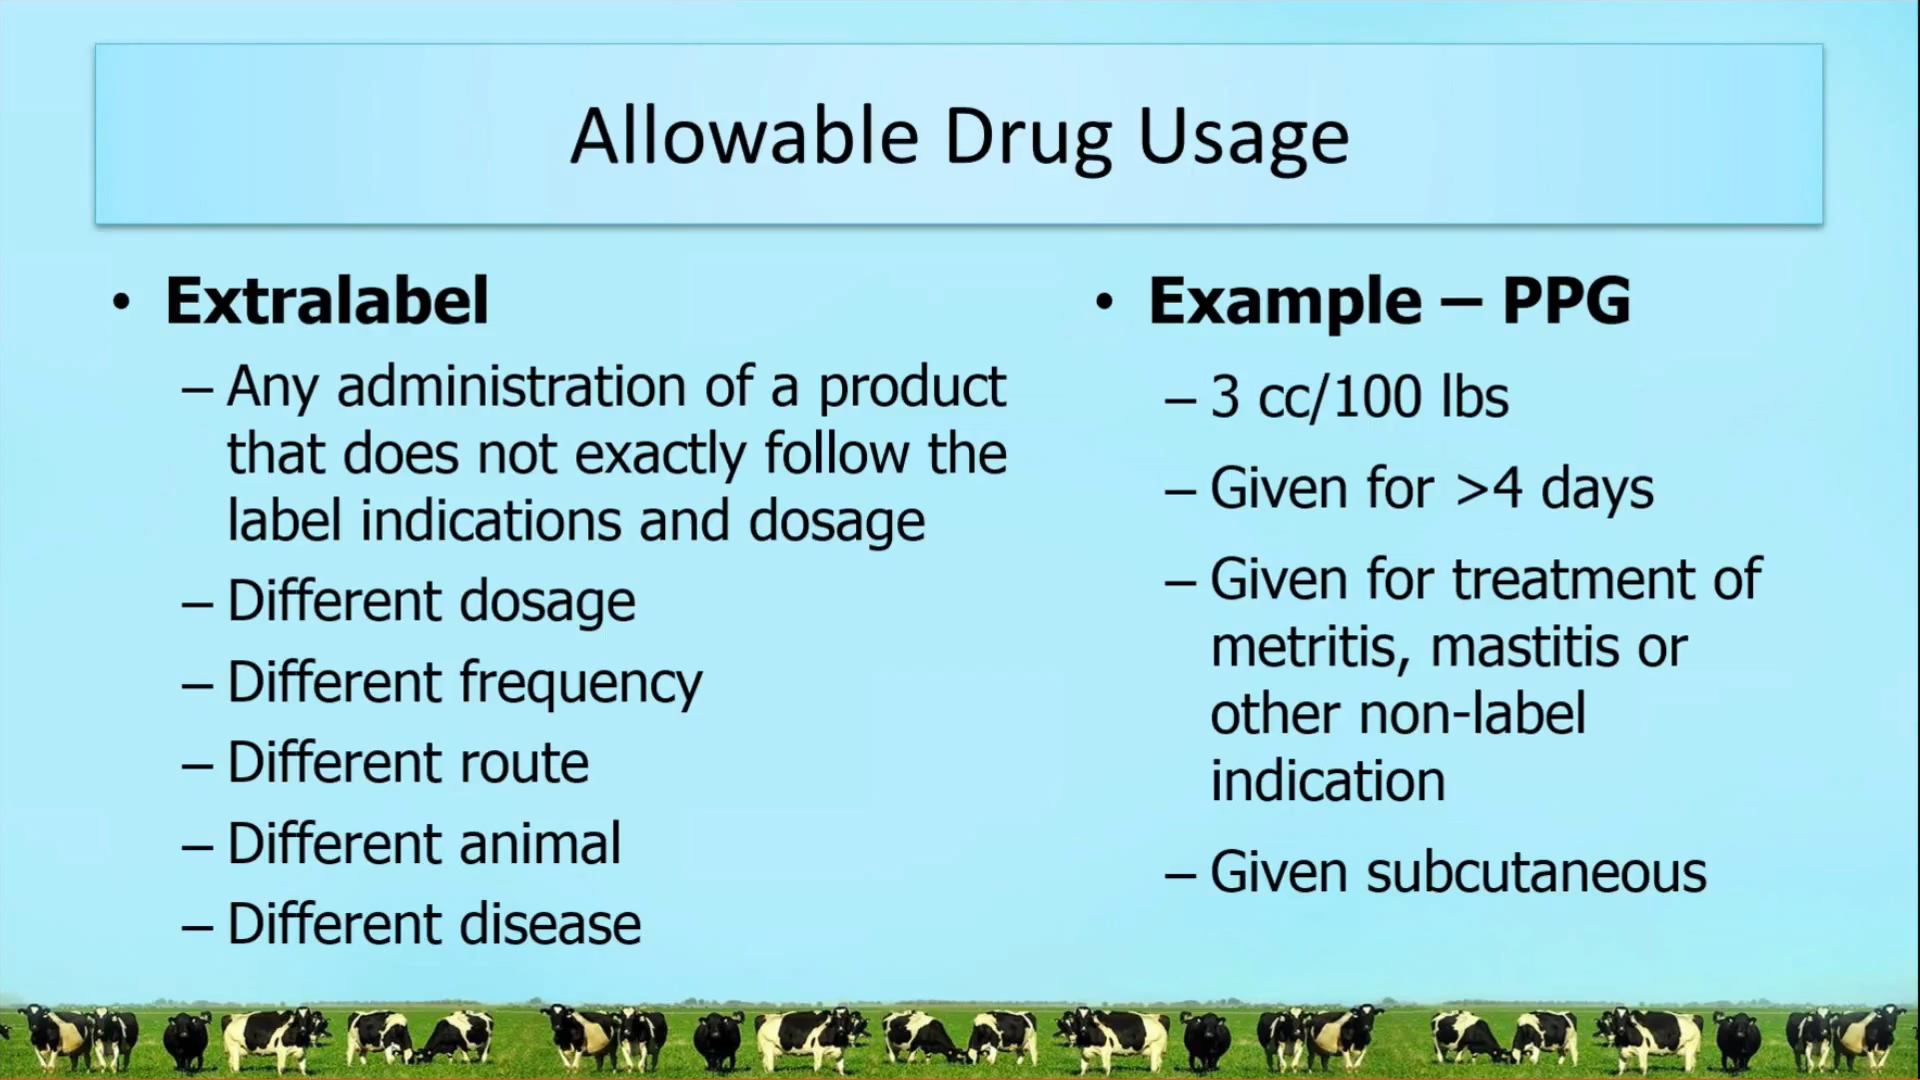 Allowable Drug Usage
• Extralabel
– Any administration of a product
that does not exactly follow the
label indications and dosage
– Different dosage
– Different frequency
– Different route
– Different animal
– Different disease
• Example – PPG
– 3 cc/100 lbs
– Given for >4 days
– Given for treatment of
metritis, mastitis or
other non-label
indication
– Given subcutaneous